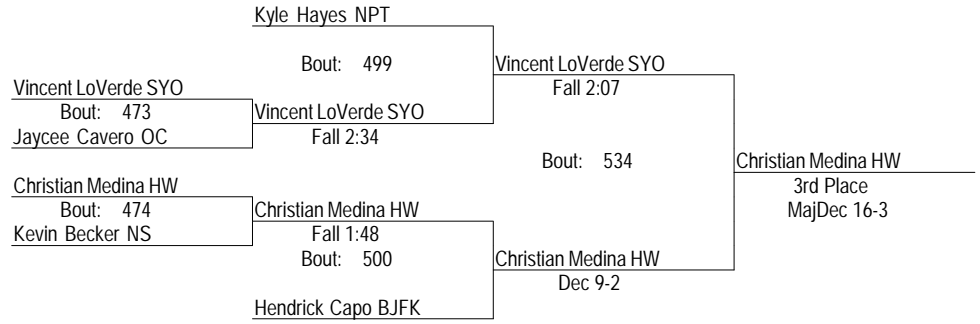 Kyle Hayes NPT
Bout: 499
Vincent LoVerde SYO
Vincent LoVerde SYO
Fall 2:07
Bout: 473
Vincent LoVerde SYO
Jaycee Cavero OC
Fall 2:34
Bout: 534
Christian Medina HW
Christian Medina HW
3rd Place
Bout: 474
Christian Medina HW
MajDec 16-3
Kevin Becker NS
Fall 1:48
Bout: 500
Christian Medina HW
Dec 9-2
Hendrick Capo BJFK